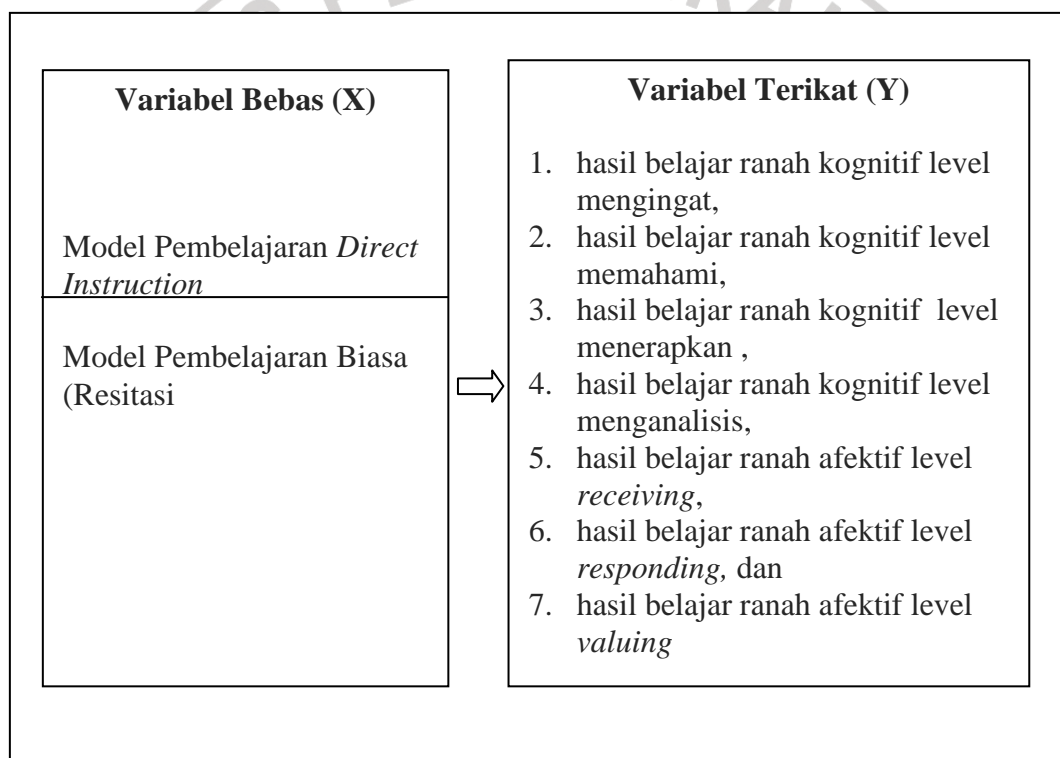 Variabel Bebas (X)
Model Pembelajaran Direct
Instruction
Model Pembelajaran Biasa
(Resitasi
Variabel Terikat (Y)
1. hasil belajar ranah kognitif level
mengingat,
2. hasil belajar ranah kognitif level
memahami,
3. hasil belajar ranah kognitif level
menerapkan ,
4. hasil belajar ranah kognitif level
menganalisis,
5. hasil belajar ranah afektif level
receiving,
6. hasil belajar ranah afektif level
responding, dan
7. hasil belajar ranah afektif level
valuing